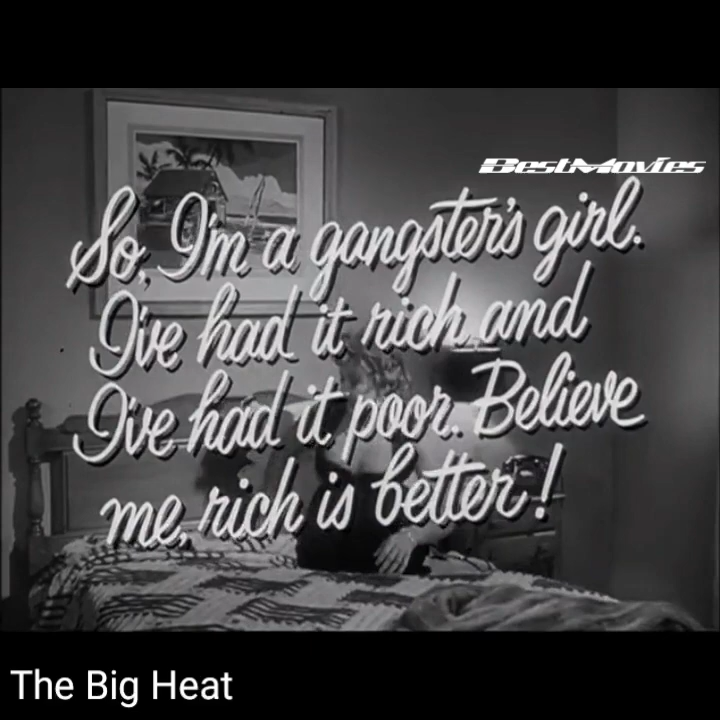 BestMovies
So, I'm a gangster's girl.
I've had it rich and
I've had it poor. Believe
me, rich is better!
The Big Heat